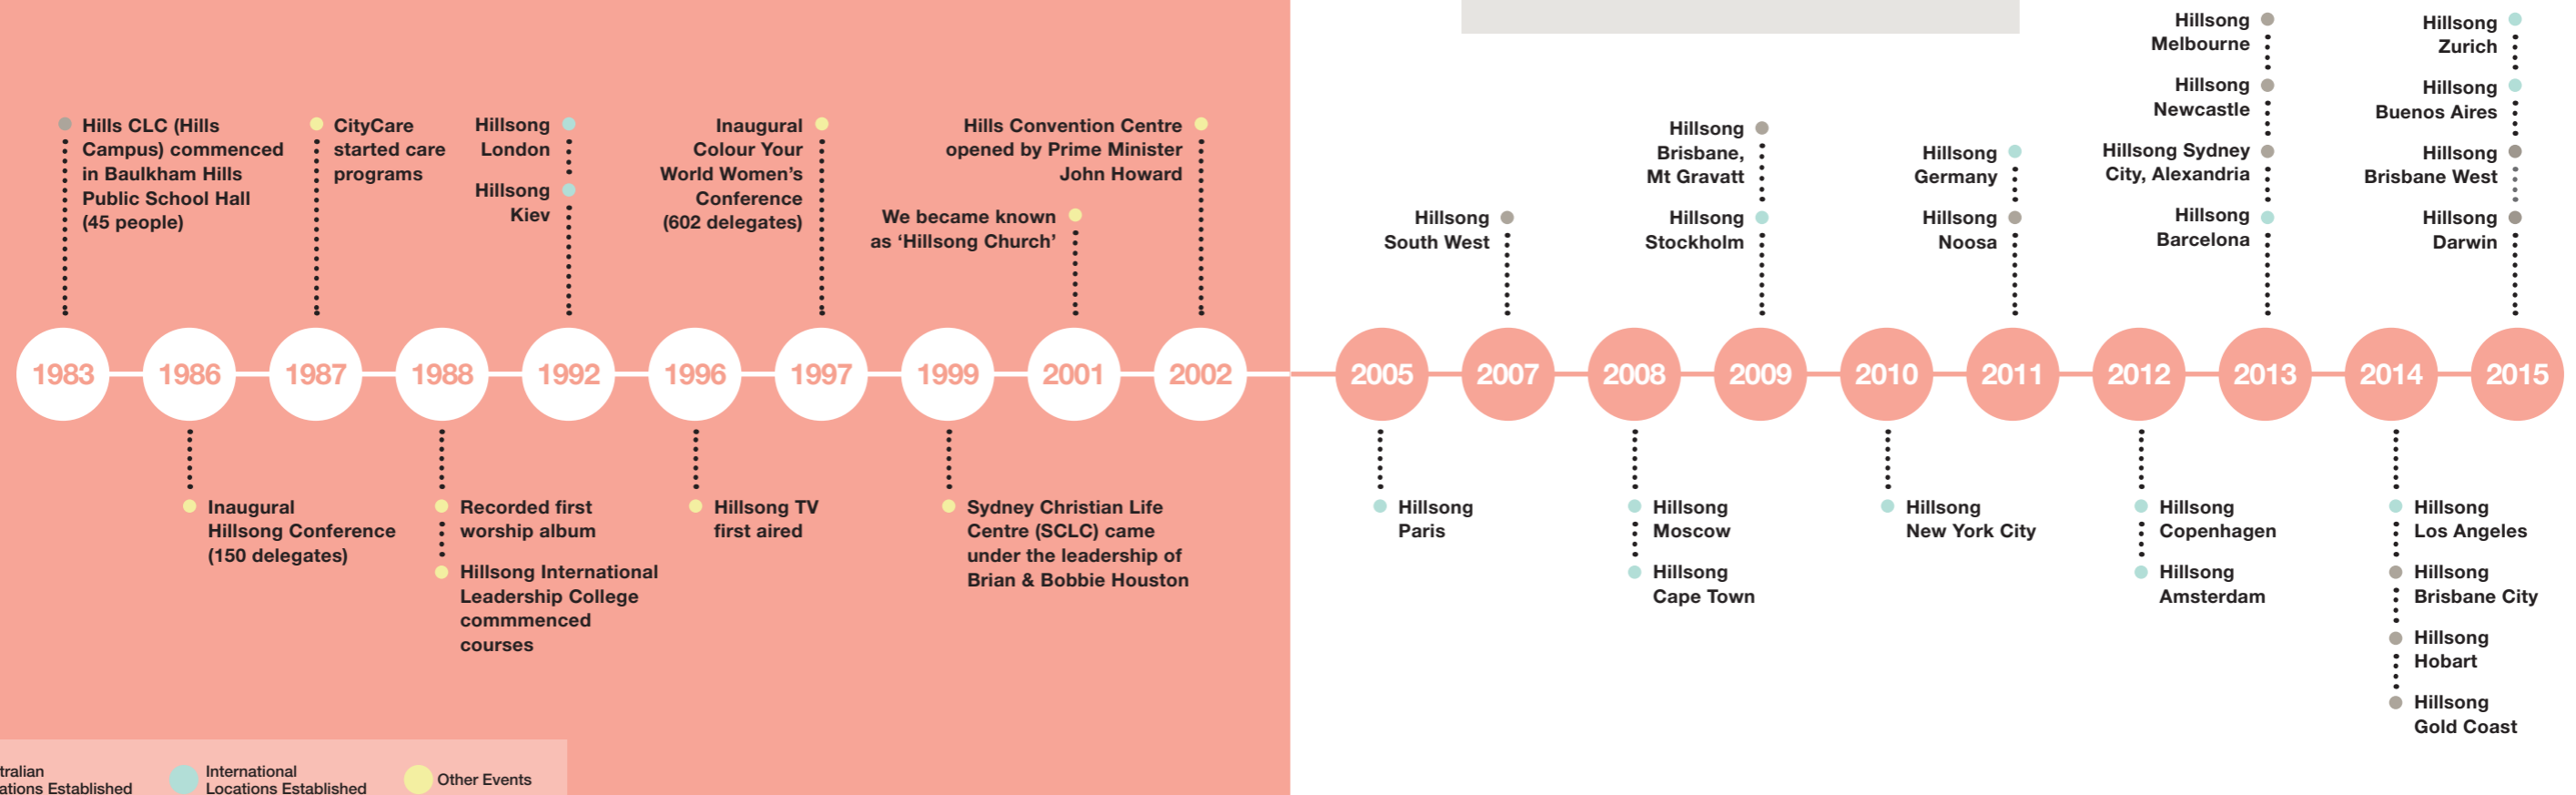 Hills CLC (Hills
Campus) commenced
in Baulkham Hills
Public School Hall
(45 people)
CityCare
started care
programs
Hillsong
London
Hillsong
Kiev
Inaugural
Colour Your
World Women's
Conference
(602 delegates)
We became known
as ‘Hillsong Church’
Hills Convention Centre
opened by Prime Minister
John Howard
Hillsong
South West
Hillsong
Brisbane,
Mt Gravatt
Hillsong
Stockholm
Hillsong
Germany
Hillsong
Noosa
Hillsong
Melbourne
Hillsong
Newcastle
Hillsong Sydney
City, Alexandria
Hillsong
Barcelona
Hillsong
Zurich
Hillsong
Buenos Aires
Hillsong
Brisbane West
Hillsong
Darwin
1983
1986
1987
1988
1992
1996
1997
1999
2001
2002
2005
2007
2008
2009
2010
2011
2012
2013
2014
2015
Inaugural
Hillsong Conference
(150 delegates)
Recorded first
worship album
Hillsong International
Leadership College
commmenced
courses
Hillsong TV
first aired
Sydney Christian Life
Centre (SCLC) came
under the leadership of
Brian & Bobbie Houston
Hillsong
Paris
Hillsong
Moscow
Hillsong
Cape Town
Hillsong
New York City
Hillsong
Copenhagen
Hillsong
Amsterdam
Hillsong
Los Angeles
Hillsong
Brisbane City
Hillsong
Hobart
Hillsong
Gold Coast
tralian
ations Established
International
Locations Established
Other Events